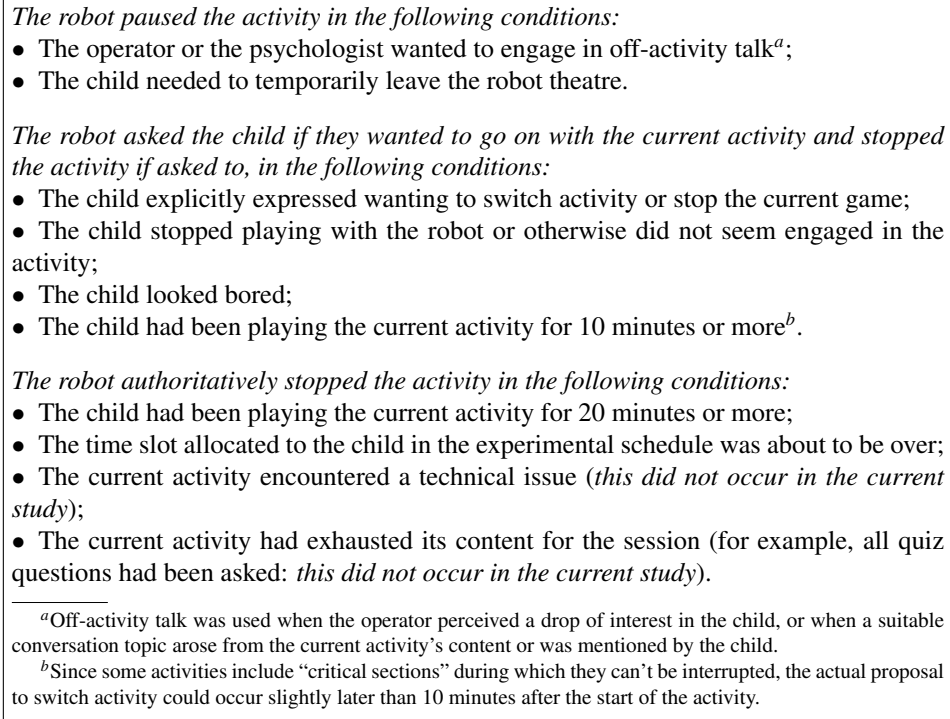 The robot paused the activity in the following conditions:
• The operator or the psychologist wanted to engage in off-activity talkᵃ;
• The child needed to temporarily leave the robot theatre.
The robot asked the child if they wanted to go on with the current activity and stopped
the activity if asked to, in the following conditions:
• The child explicitly expressed wanting to switch activity or stop the current game;
• The child stopped playing with the robot or otherwise did not seem engaged in the
activity;
• The child looked bored;
• The child had been playing the current activity for 10 minutes or moreᵇ.
The robot authoritatively stopped the activity in the following conditions:
• The child had been playing the current activity for 20 minutes or more;
• The time slot allocated to the child in the experimental schedule was about to be over;
• The current activity encountered a technical issue (this did not occur in the current
study);
• The current activity had exhausted its content for the session (for example, all quiz
questions had been asked: this did not occur in the current study).
ᵃOff-activity talk was used when the operator perceived a drop of interest in the child, or when a suitable
conversation topic arose from the current activity's content or was mentioned by the child.
ᵇSince some activities include “critical sections” during which they can't be interrupted, the actual proposal
to switch activity could occur slightly later than 10 minutes after the start of the activity.